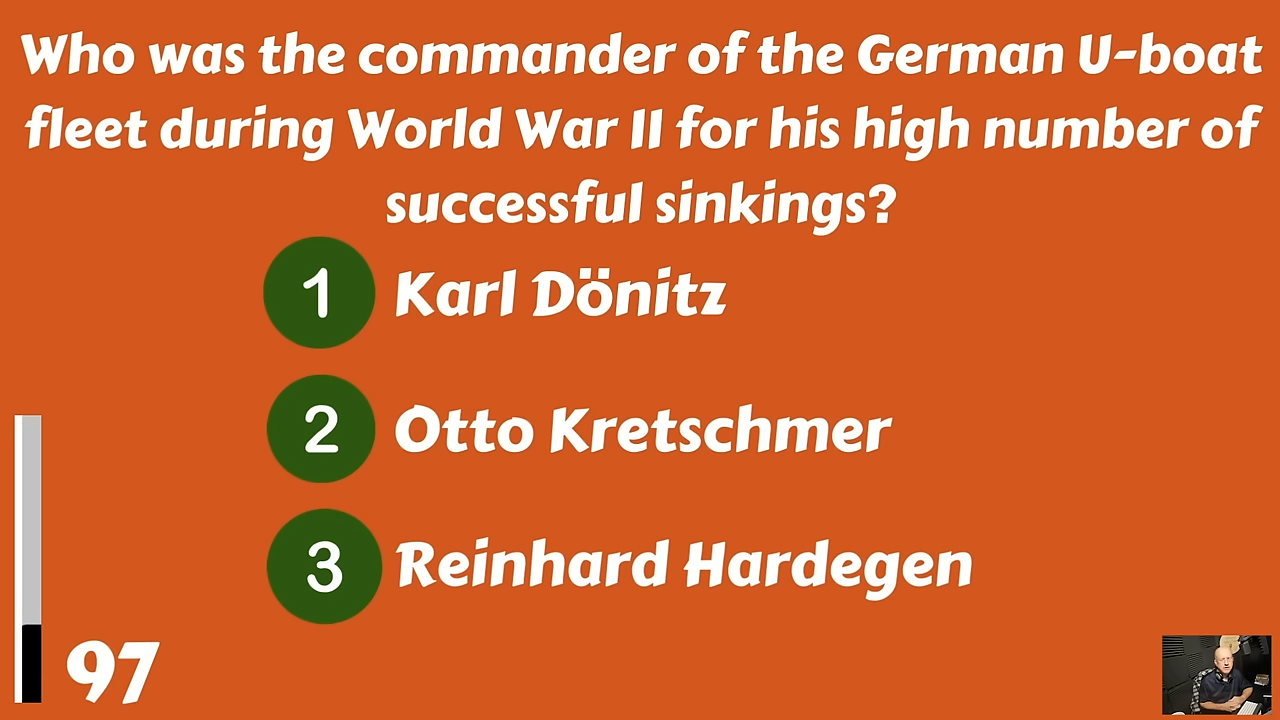 Who was the commander of the German U-boat
fleet during World War II for his high number of
successful sinkings?
1 Karl Dönitz
2 Otto Kretschmer
3 Reinhard Hardegen
97